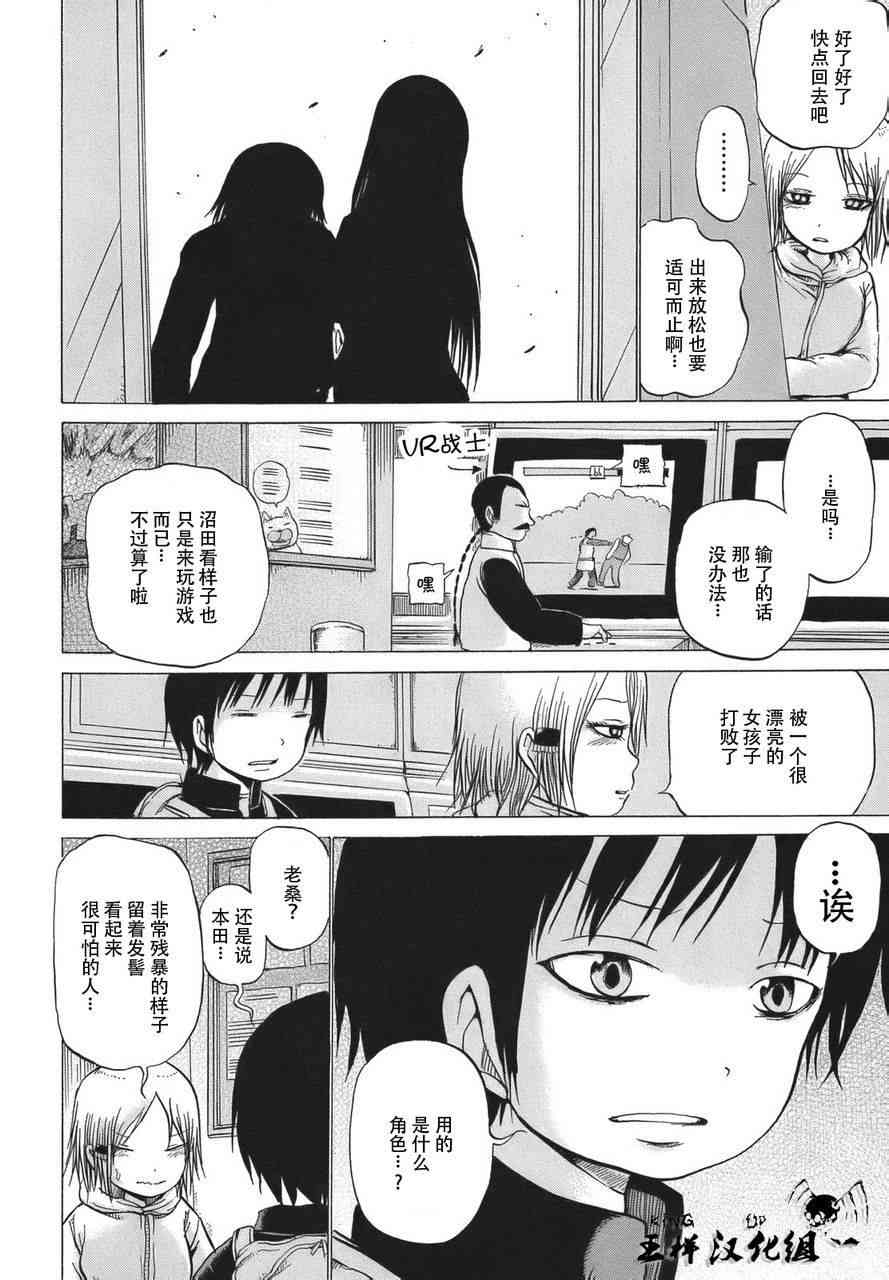 好了好了
快点回去吧
………
出来放松也要
适可而止啊…
…是吗…
输了的话
那也
没办法…
VR战士
嘿
嘿
沼田看样子也
只是来玩游戏
而已…
不过算了啦
被一个很
漂亮的
女孩子
打败了
…诶
用的
是什么
角色…？
老桑？
还是说
本田…
非常残暴的样子
留着发髻
看起来
很可怕的人…
KING
王样汉化组